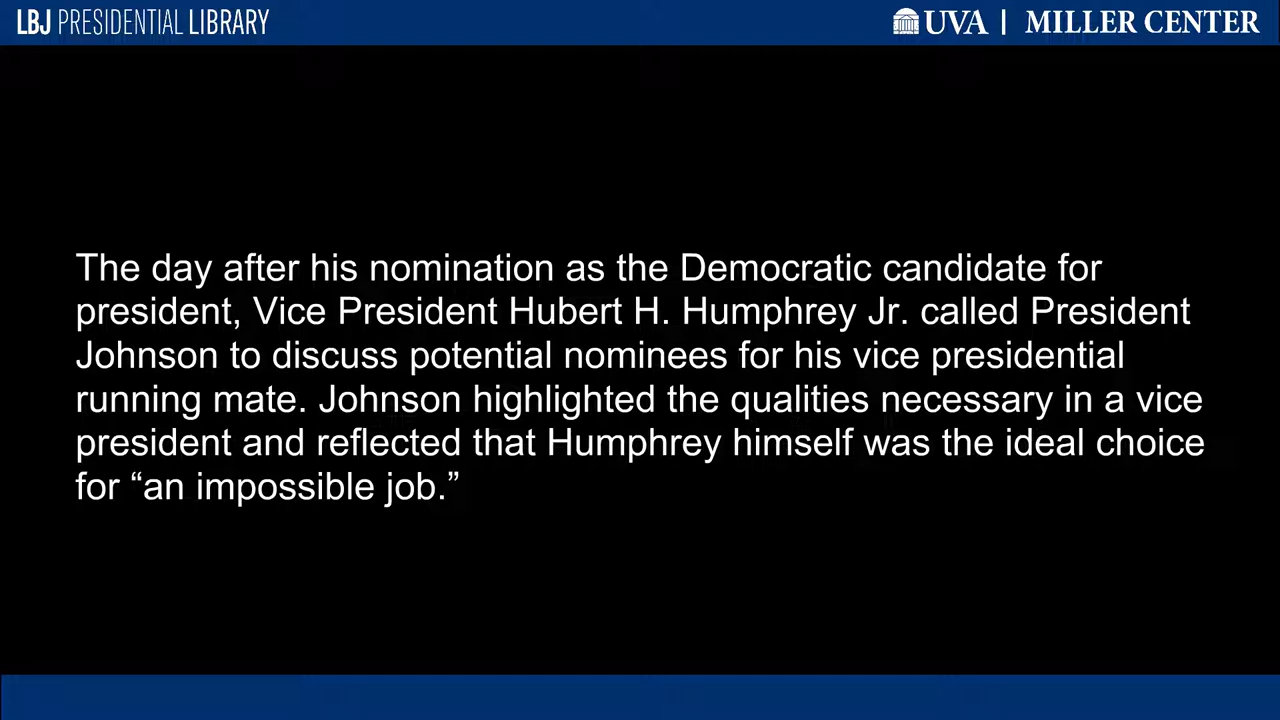 LBJ PRESIDENTIAL LIBRARY
UVA | MILLER CENTER
The day after his nomination as the Democratic candidate for
president, Vice President Hubert H. Humphrey Jr. called President
Johnson to discuss potential nominees for his vice presidential
running mate. Johnson highlighted the qualities necessary in a vice
president and reflected that Humphrey himself was the ideal choice
for “an impossible job.”